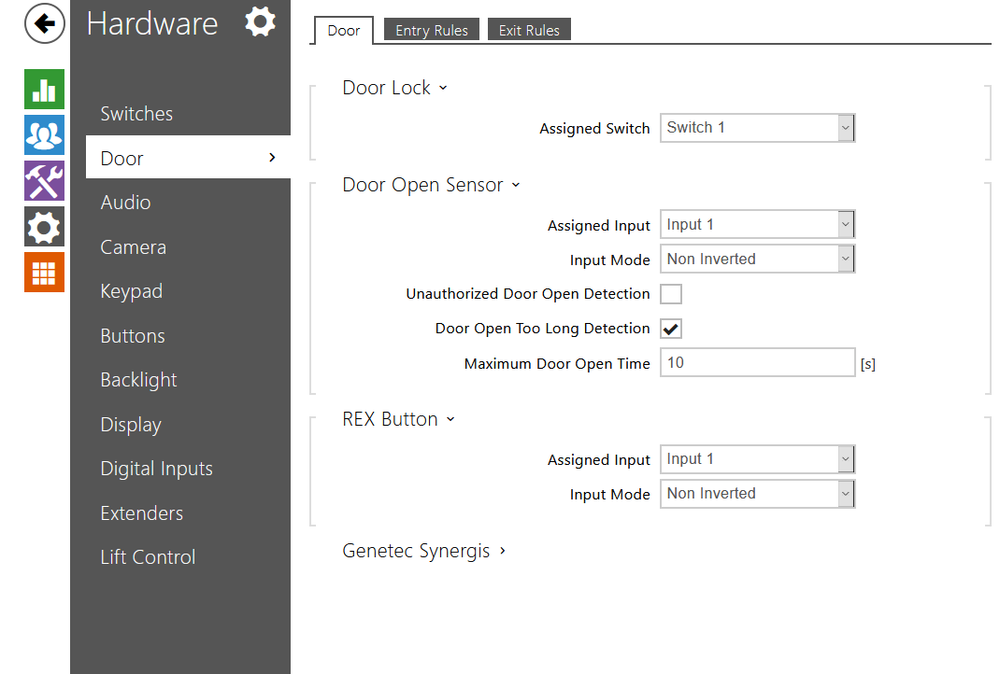 Hardware
Switches
Door
Audio
Camera
Keypad
Buttons
Backlight
Display
Digital Inputs
Extenders
Lift Control
Door Entry Rules Exit Rules
Door Lock
Assigned Switch Switch 1
Door Open Sensor
Assigned Input Input 1
Input Mode Non Inverted
Unauthorized Door Open Detection
Door Open Too Long Detection
Maximum Door Open Time 10 [s]
REX Button
Assigned Input Input 1
Input Mode Non Inverted
Genetec Synergis